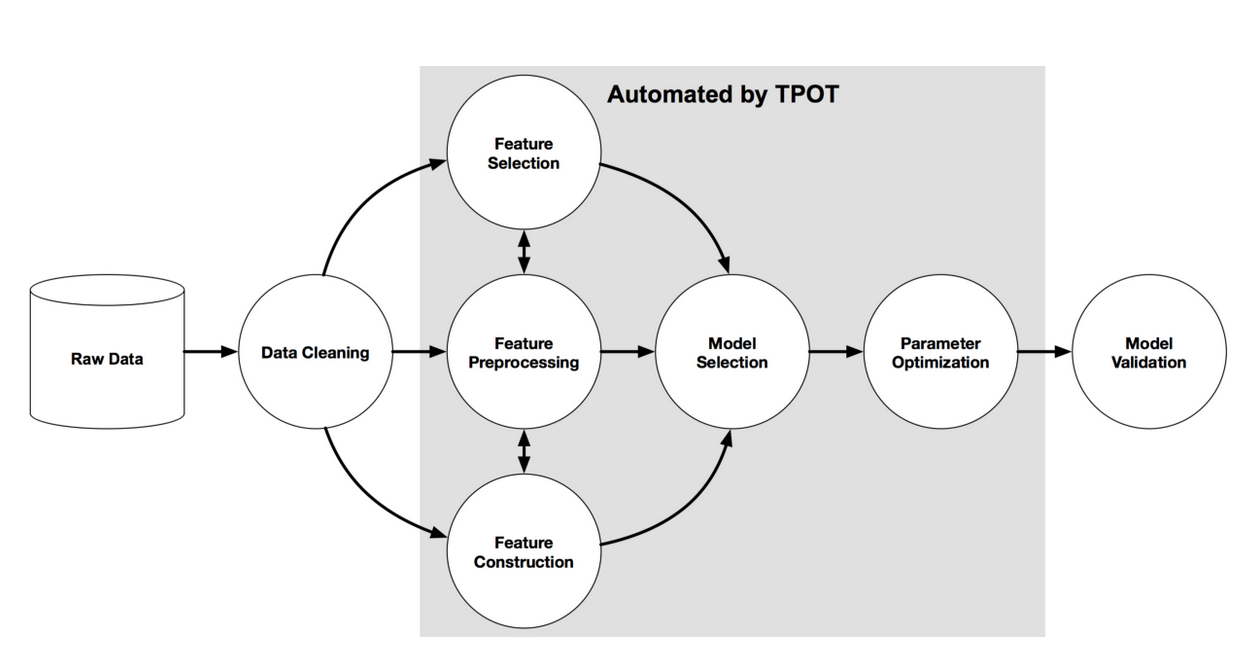 Automated by TPOT
Feature
Selection
Raw Data
Data Cleaning
Feature
Preprocessing
Model
Selection
Parameter
Optimization
Model
Validation
Feature
Construction